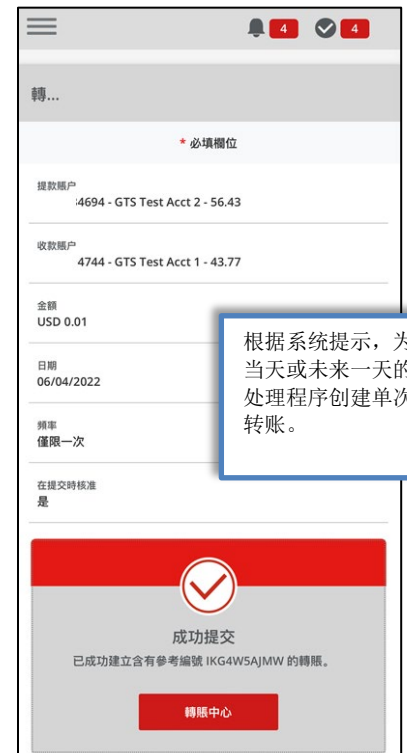 4 4
轉...
* 必填欄位
提款賬户
4694 - GTS Test Acct 2 - 56.43
收款賬户
4744 - GTS Test Acct 1 - 43.77
金額
USD 0.01
日期
06/04/2022
頻率
僅限一次
在提交時核准
是
根据系统提示，为
当天或未来一天的
处理程序创建单次
转账。
成功提交
已成功建立含有參考編號 IKG4W5AJMW 的轉賬。
轉賬中心